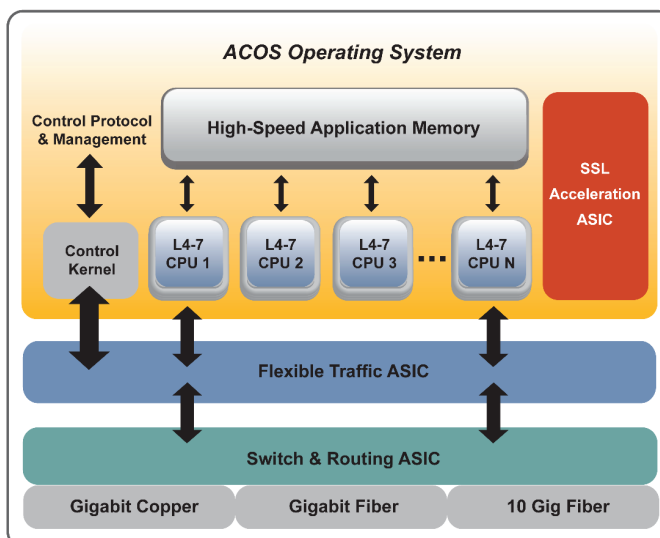 ACOS Operating System
Control Protocol
& Management
High-Speed Application Memory
SSL
Acceleration
ASIC
Control
Kernel
L4-7
CPU 1
L4-7
CPU 2
L4-7
CPU 3
...
L4-7
CPU N
Flexible Traffic ASIC
Switch & Routing ASIC
Gigabit Copper
Gigabit Fiber
10 Gig Fiber